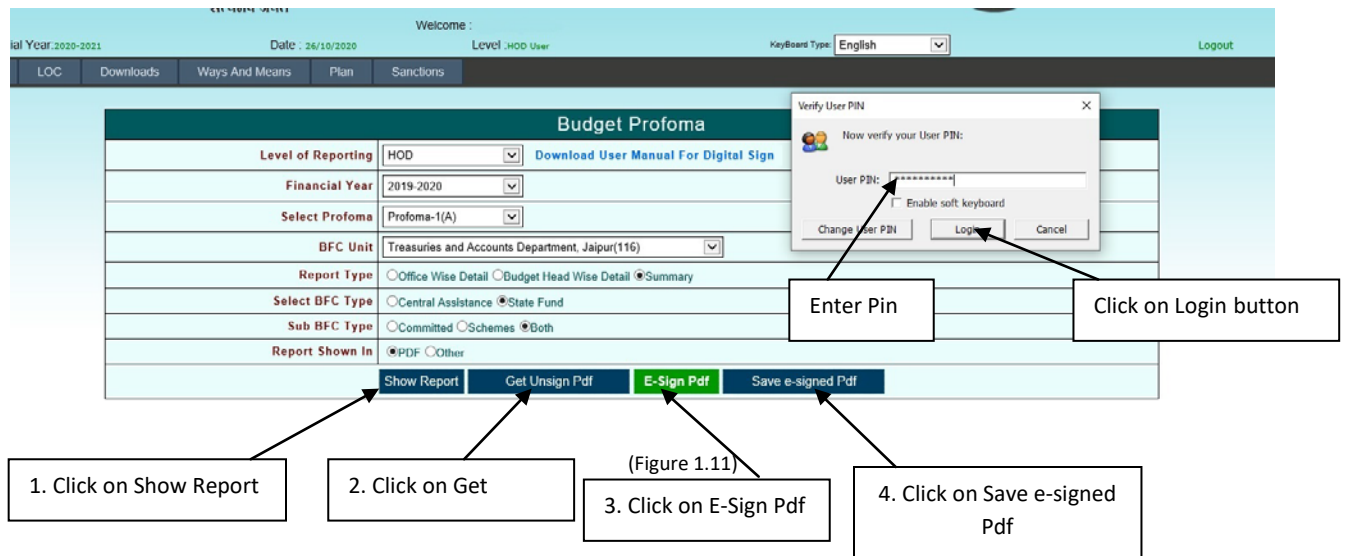 सत्यमेव जयते
Welcome :
ial Year:2020-2021 Date : 26/10/2020 Level :HOD User KeyBoard Type: English Logout
LOC Downloads Ways And Means Plan Sanctions
Verify User PIN
Budget Profoma
Now verify your User PIN:
Level of Reporting HOD Download User Manual For Digital Sign
User PIN: **********
Financial Year 2019-2020
Enable soft keyboard
Select Profoma Profoma-1(A)
Change User PIN Login Cancel
BFC Unit Treasuries and Accounts Department, Jaipur(116)
Report Type Office Wise Detail Budget Head Wise Detail Summary
Select BFC Type Central Assistance State Fund
Enter Pin
Click on Login button
Sub BFC Type Committed Schemes Both
Report Shown In PDF Other
Show Report Get Unsign Pdf E-Sign Pdf Save e-signed Pdf
(Figure 1.11)
1. Click on Show Report
2. Click on Get
3. Click on E-Sign Pdf
4. Click on Save e-signed
Pdf